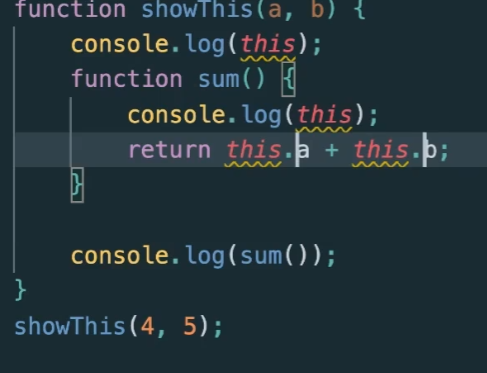 function showThis(a, b) {
    console.log(this);
    function sum() {
        console.log(this);
        return this.a + this.b;
    }

    console.log(sum());
}
showThis(4, 5);